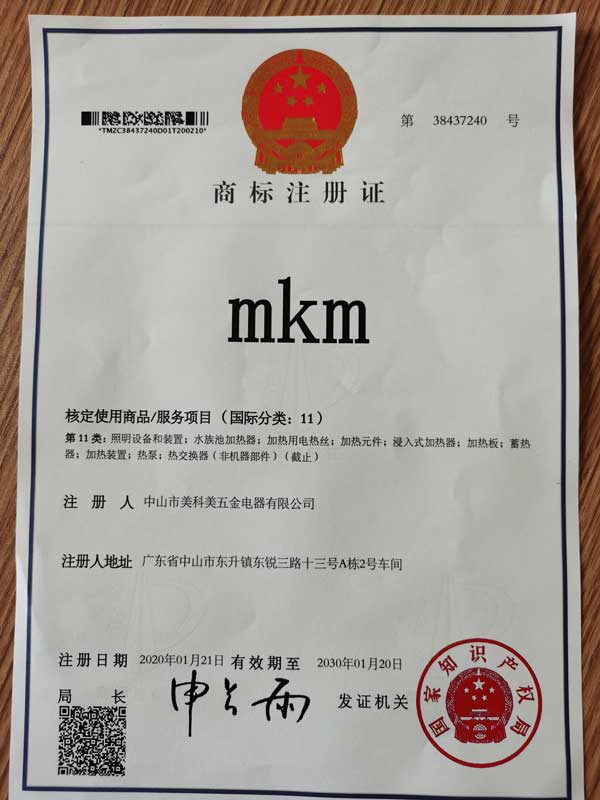 *TMZC38437240D01T200210*
第 38437240 号
商标注册证
mkm
核定使用商品/服务项目（国际分类：11）
第11类：照明设备和装置；水族池加热器；加热用电热丝；加热元件；浸入式加热器；加热板；蓄热
器；加热装置；热泵；热交换器（非机器部件）（截止）
注 册 人 中山市美科美五金电器有限公司
注册人地址 广东省中山市东升镇东锐三路十三号A栋2号车间
注册日期 2020年01月21日 有效期至 2030年01月20日
局 长 申长雨 发证机关
国家知识产权局